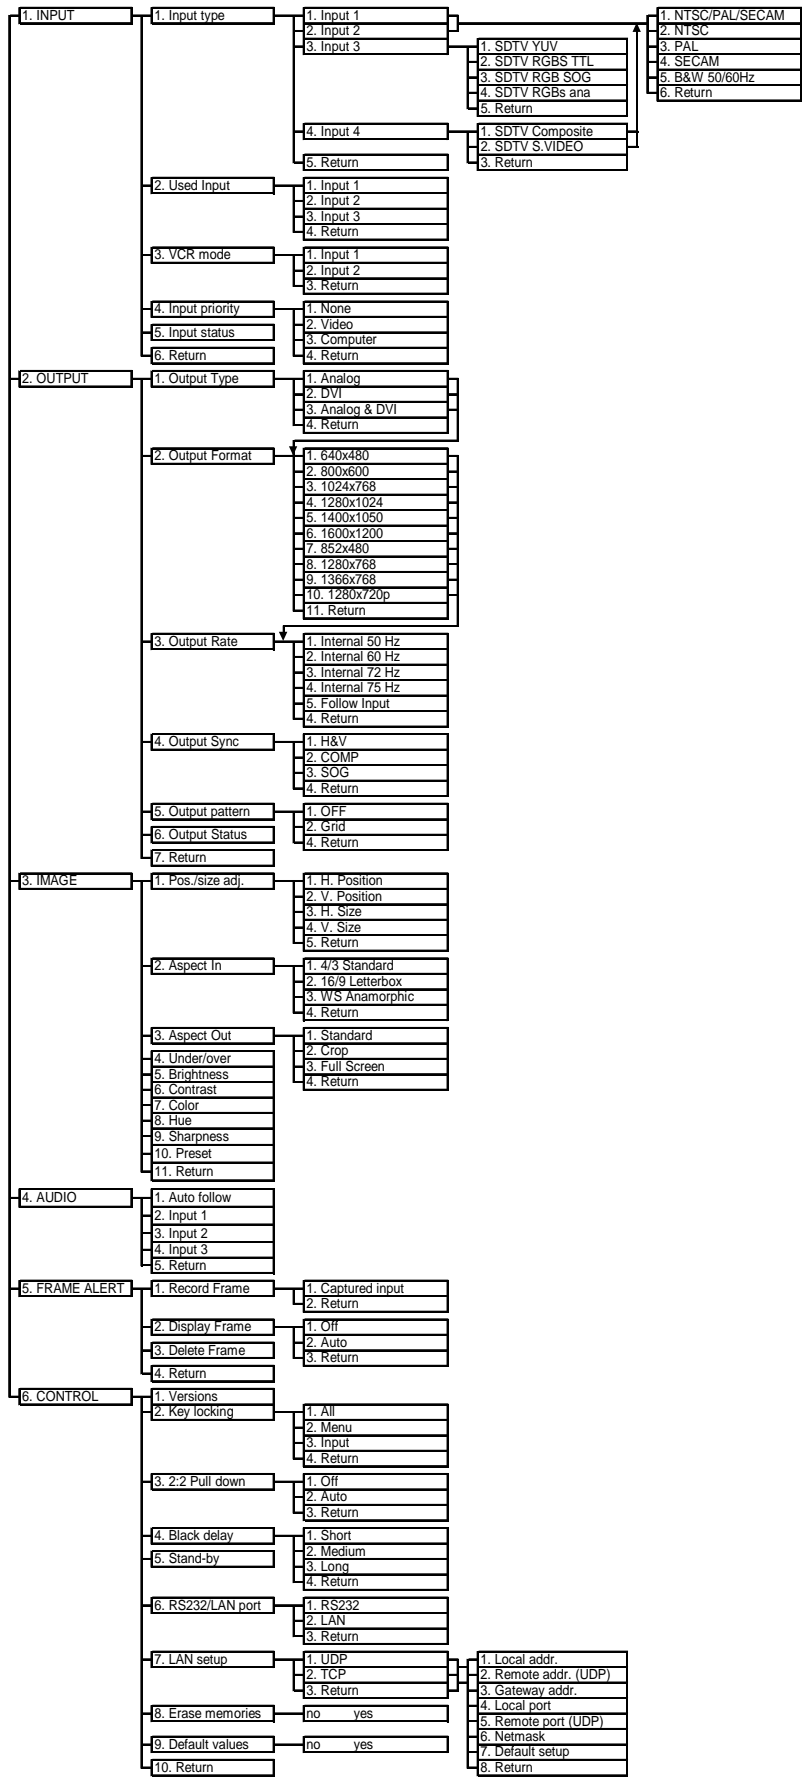 1. INPUT
1. Input type
1. Input 1
2. Input 2
3. Input 3
1. NTSC/PAL/SECAM
2. NTSC
3. PAL
4. SECAM
5. B&W 50/60Hz
6. Return
1. SDTV YUV
2. SDTV RGBS TTL
3. SDTV RGB SOG
4. SDTV RGBs ana
5. Return
4. Input 4
1. SDTV Composite
2. SDTV S.VIDEO
3. Return
5. Return
2. Used Input
1. Input 1
2. Input 2
3. Input 3
4. Return
3. VCR mode
1. Input 1
2. Input 2
3. Return
4. Input priority
1. None
2. Video
3. Computer
4. Return
5. Input status
6. Return
2. OUTPUT
1. Output Type
1. Analog
2. DVI
3. Analog & DVI
4. Return
2. Output Format
1. 640x480
2. 800x600
3. 1024x768
4. 1280x1024
5. 1400x1050
6. 1600x1200
7. 852x480
8. 1280x768
9. 1366x768
10. 1280x720p
11. Return
3. Output Rate
1. Internal 50 Hz
2. Internal 60 Hz
3. Internal 72 Hz
4. Internal 75 Hz
5. Follow Input
4. Return
4. Output Sync
1. H&V
2. COMP
3. SOG
4. Return
5. Output pattern
1. OFF
2. Grid
4. Return
6. Output Status
7. Return
3. IMAGE
1. Pos./size adj.
1. H. Position
2. V. Position
3. H. Size
4. V. Size
5. Return
2. Aspect In
1. 4/3 Standard
2. 16/9 Letterbox
3. WS Anamorphic
4. Return
3. Aspect Out
1. Standard
2. Crop
3. Full Screen
4. Return
4. Under/over
5. Brightness
6. Contrast
7. Color
8. Hue
9. Sharpness
10. Preset
11. Return
4. AUDIO
1. Auto follow
2. Input 1
3. Input 2
4. Input 3
5. Return
5. FRAME ALERT
1. Record Frame
1. Captured input
2. Return
2. Display Frame
1. Off
2. Auto
3. Return
3. Delete Frame
4. Return
6. CONTROL
1. Versions
2. Key locking
1. All
2. Menu
3. Input
4. Return
3. 2:2 Pull down
1. Off
2. Auto
3. Return
4. Black delay
1. Short
2. Medium
3. Long
4. Return
5. Stand-by
6. RS232/LAN port
1. RS232
2. LAN
3. Return
7. LAN setup
1. UDP
2. TCP
3. Return
1. Local addr.
2. Remote addr. (UDP)
3. Gateway addr.
4. Local port
5. Remote port (UDP)
6. Netmask
7. Default setup
8. Return
8. Erase memories
no yes
9. Default values
no yes
10. Return